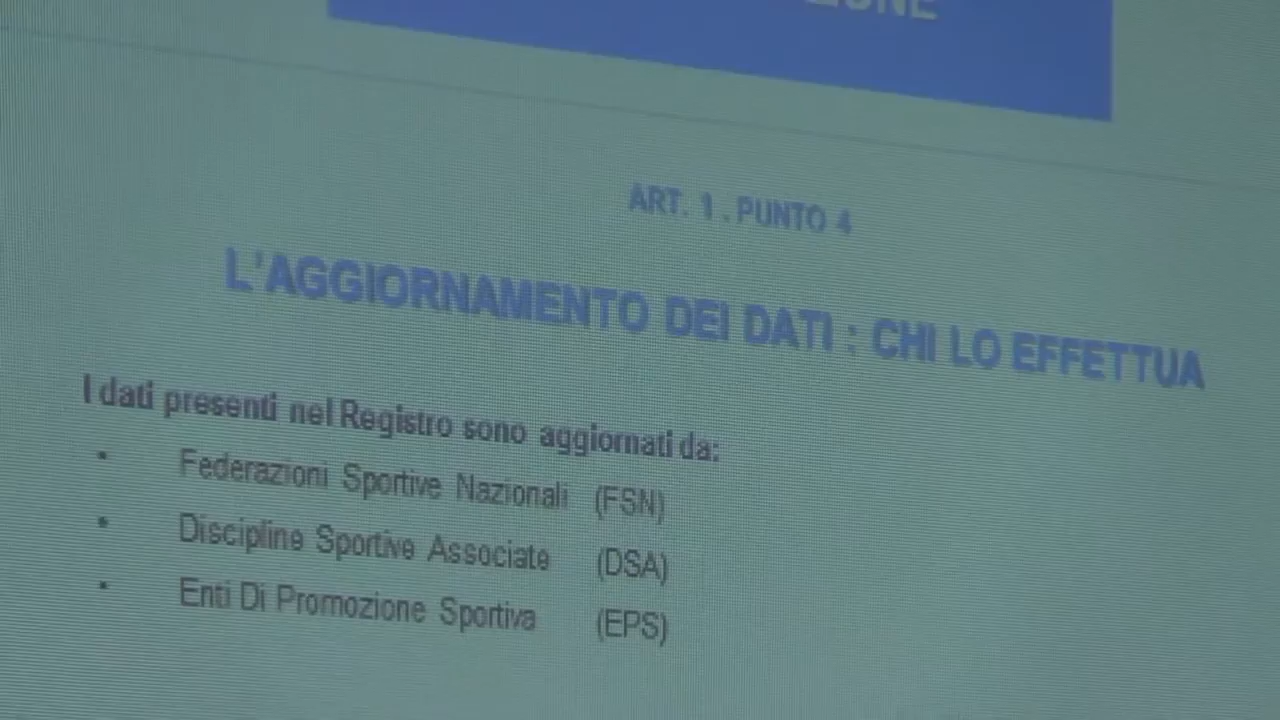 ART. 1 . PUNTO 4
L'AGGIORNAMENTO DEI DATI : CHI LO EFFETTUA
I dati presenti nel Registro sono aggiornati da:
▪ Federazioni Sportive Nazionali (FSN)
▪ Discipline Sportive Associate (DSA)
▪ Enti Di Promozione Sportiva (EPS)